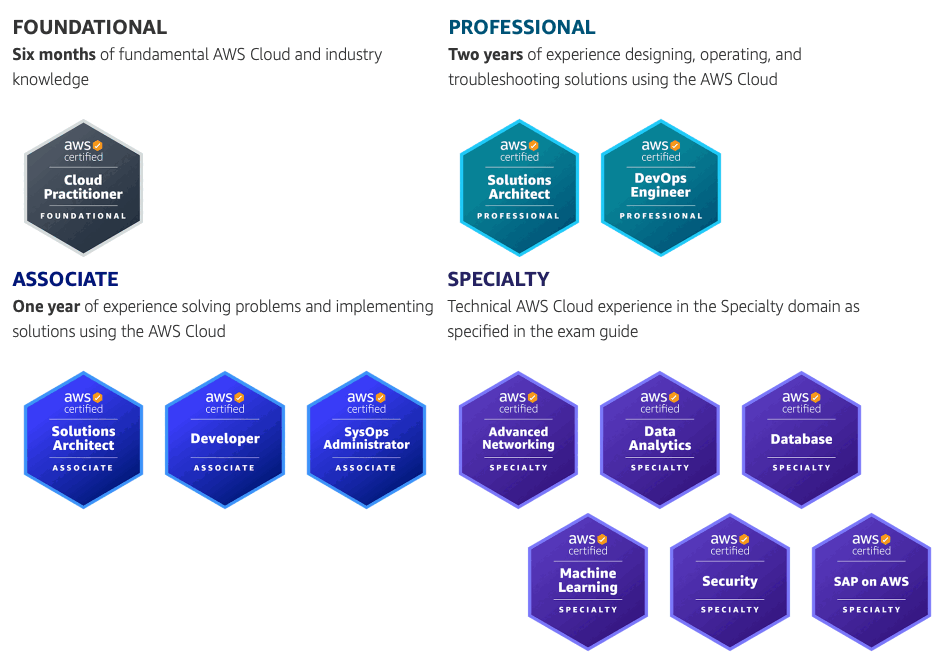 FOUNDATIONAL
Six months of fundamental AWS Cloud and industry
knowledge
aws
certified
Cloud
Practitioner
FOUNDATIONAL
PROFESSIONAL
Two years of experience designing, operating, and
troubleshooting solutions using the AWS Cloud
aws
certified
Solutions
Architect
PROFESSIONAL
aws
certified
DevOps
Engineer
PROFESSIONAL
ASSOCIATE
One year of experience solving problems and implementing
solutions using the AWS Cloud
aws
certified
Solutions
Architect
ASSOCIATE
aws
certified
Developer
ASSOCIATE
aws
certified
SysOps
Administrator
ASSOCIATE
SPECIALTY
Technical AWS Cloud experience in the Specialty domain as
specified in the exam guide
aws
certified
Advanced
Networking
SPECIALTY
aws
certified
Data
Analytics
SPECIALTY
aws
certified
Database
SPECIALTY
aws
certified
Machine
Learning
SPECIALTY
aws
certified
Security
SPECIALTY
aws
certified
SAP on AWS
SPECIALTY